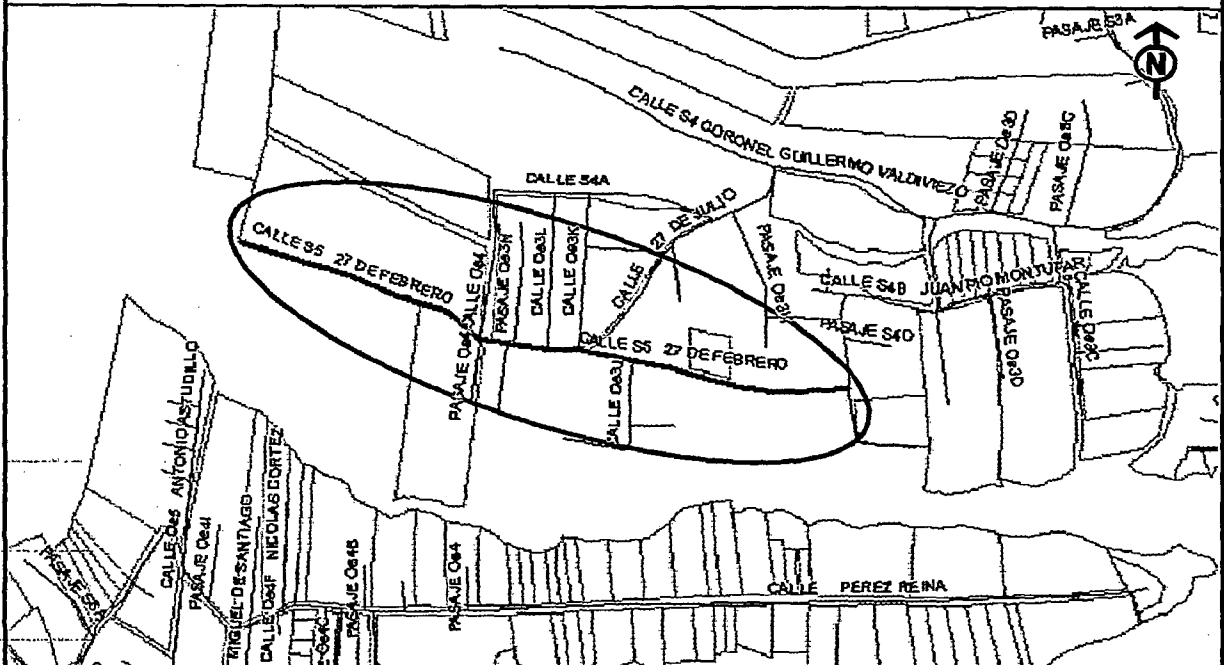 PASAJE S3A
N
CALLE S4 CORONEL GUILLERMO VALDIVIEZO
PASAJE Oe3D
PASAJE Oe3C
CALLE S4A
CALLE 27 DE JULIO
CALLE S5 27 DE FEBRERO
CALLE Oe4
PASAJE Oe3N
CALLE Oe3L
CALLE Oe3K
PASAJE Oe3I
CALLE S4B JUAN PIO MONTUFAR
PASAJE S4D
PASAJE Oe3D
CALLE Oe3C
CALLE S5 27 DE FEBRERO
PASAJE Oe4
CALLE Oe3J
CALLE Oe5 ANTONIO ASTUDILLO
PASAJE Oe4I
MIGUEL DE SANTIAGO
CALLE Oe4F NICOLAS CORTEZ
PASAJE Oe4B
PASAJE Oe4
PASAJE S5A
CALLE PEREZ REINA